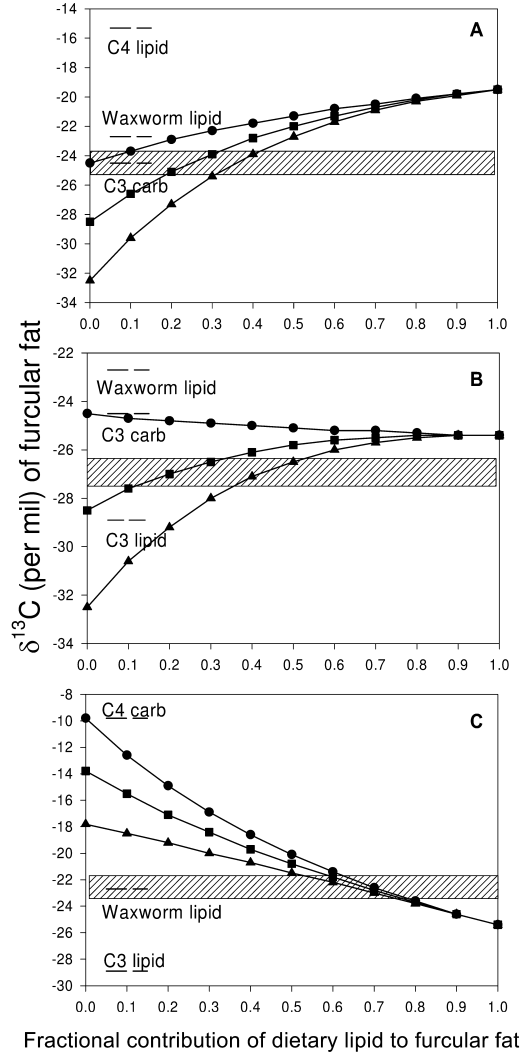 -14
A
-16
C4 lipid
-18
-20
Waxworm lipid
-22
-24
C3 carb
-26
-28
-30
-32
-34
0.0 0.1 0.2 0.3 0.4 0.5 0.6 0.7 0.8 0.9 1.0
δ13C (per mil) of furcular fat
-22
B
Waxworm lipid
-24
C3 carb
-26
-28
C3 lipid
-30
-32
-34
0.0 0.1 0.2 0.3 0.4 0.5 0.6 0.7 0.8 0.9 1.0
-8
C4 carb
C
-10
-12
-14
-16
-18
-20
-22
-24
Waxworm lipid
-26
C3 lipid
-28
-30
0.0 0.1 0.2 0.3 0.4 0.5 0.6 0.7 0.8 0.9 1.0
Fractional contribution of dietary lipid to furcular fat